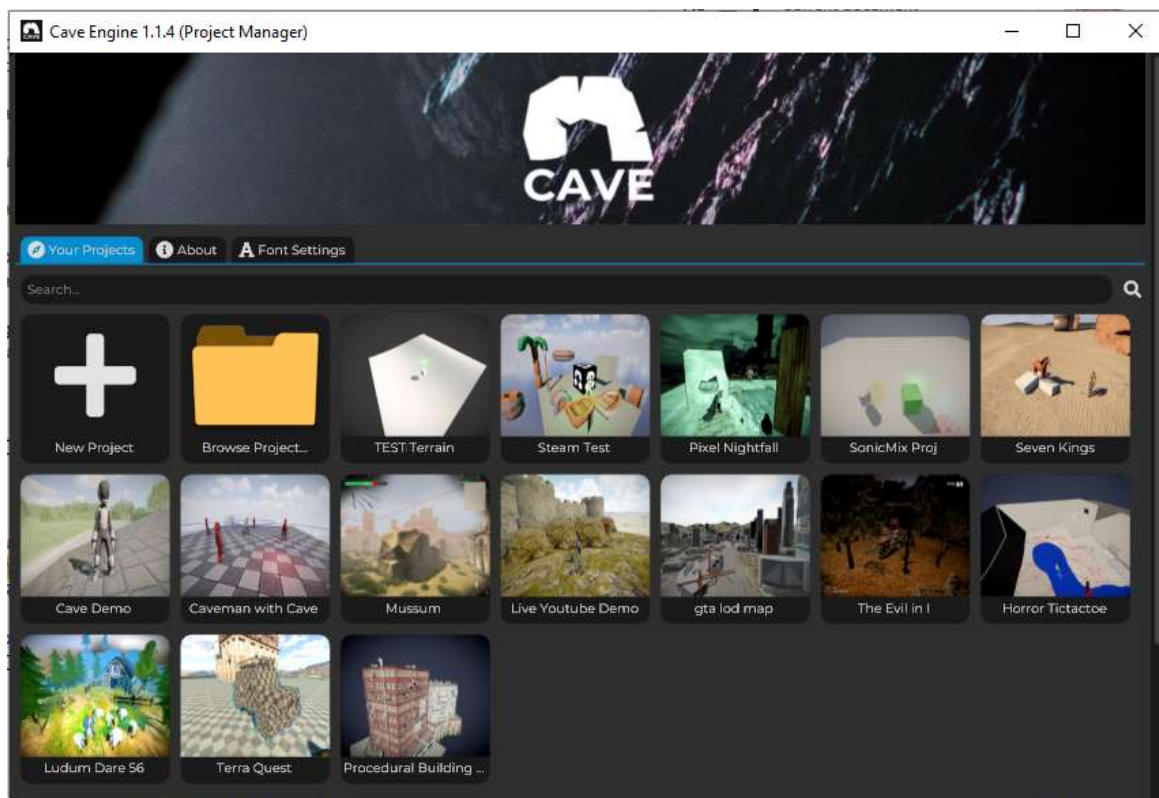 Cave Engine 1.1.4 (Project Manager)
CAVE
Your Projects About Font Settings
Search...
New Project Browse Project... TEST Terrain Steam Test Pixel Nightfall SonicMix Proj Seven Kings
Cave Demo Caveman with Cave Mussum Live Youtube Demo gta lod map The Evil in I Horror Tictactoe
Ludum Dare 56 Terra Quest Procedural Building ...